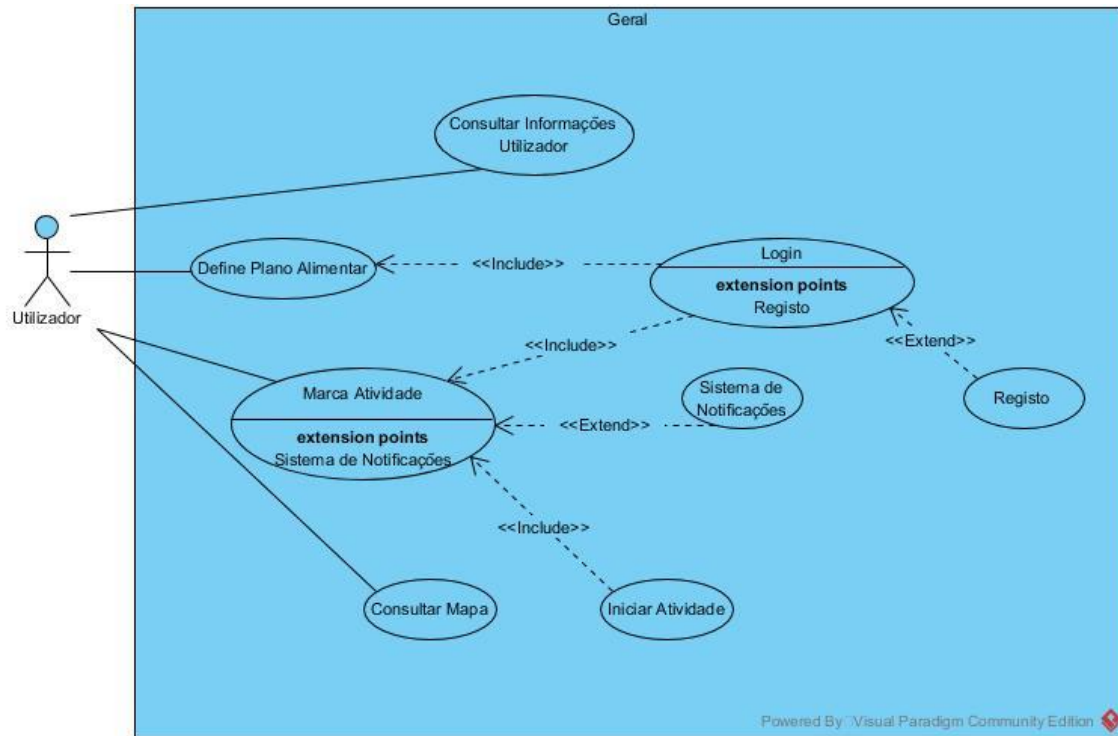 Geral
Consultar Informações
Utilizador
Utilizador
Define Plano Alimentar
<<Include>>
Login
extension points
Registo
<<Include>>
<<Extend>>
Marca Atividade
extension points
Sistema de Notificações
<<Extend>>
Sistema de
Notificações
Registo
<<Include>>
Consultar Mapa
Iniciar Atividade
Powered By Visual Paradigm Community Edition